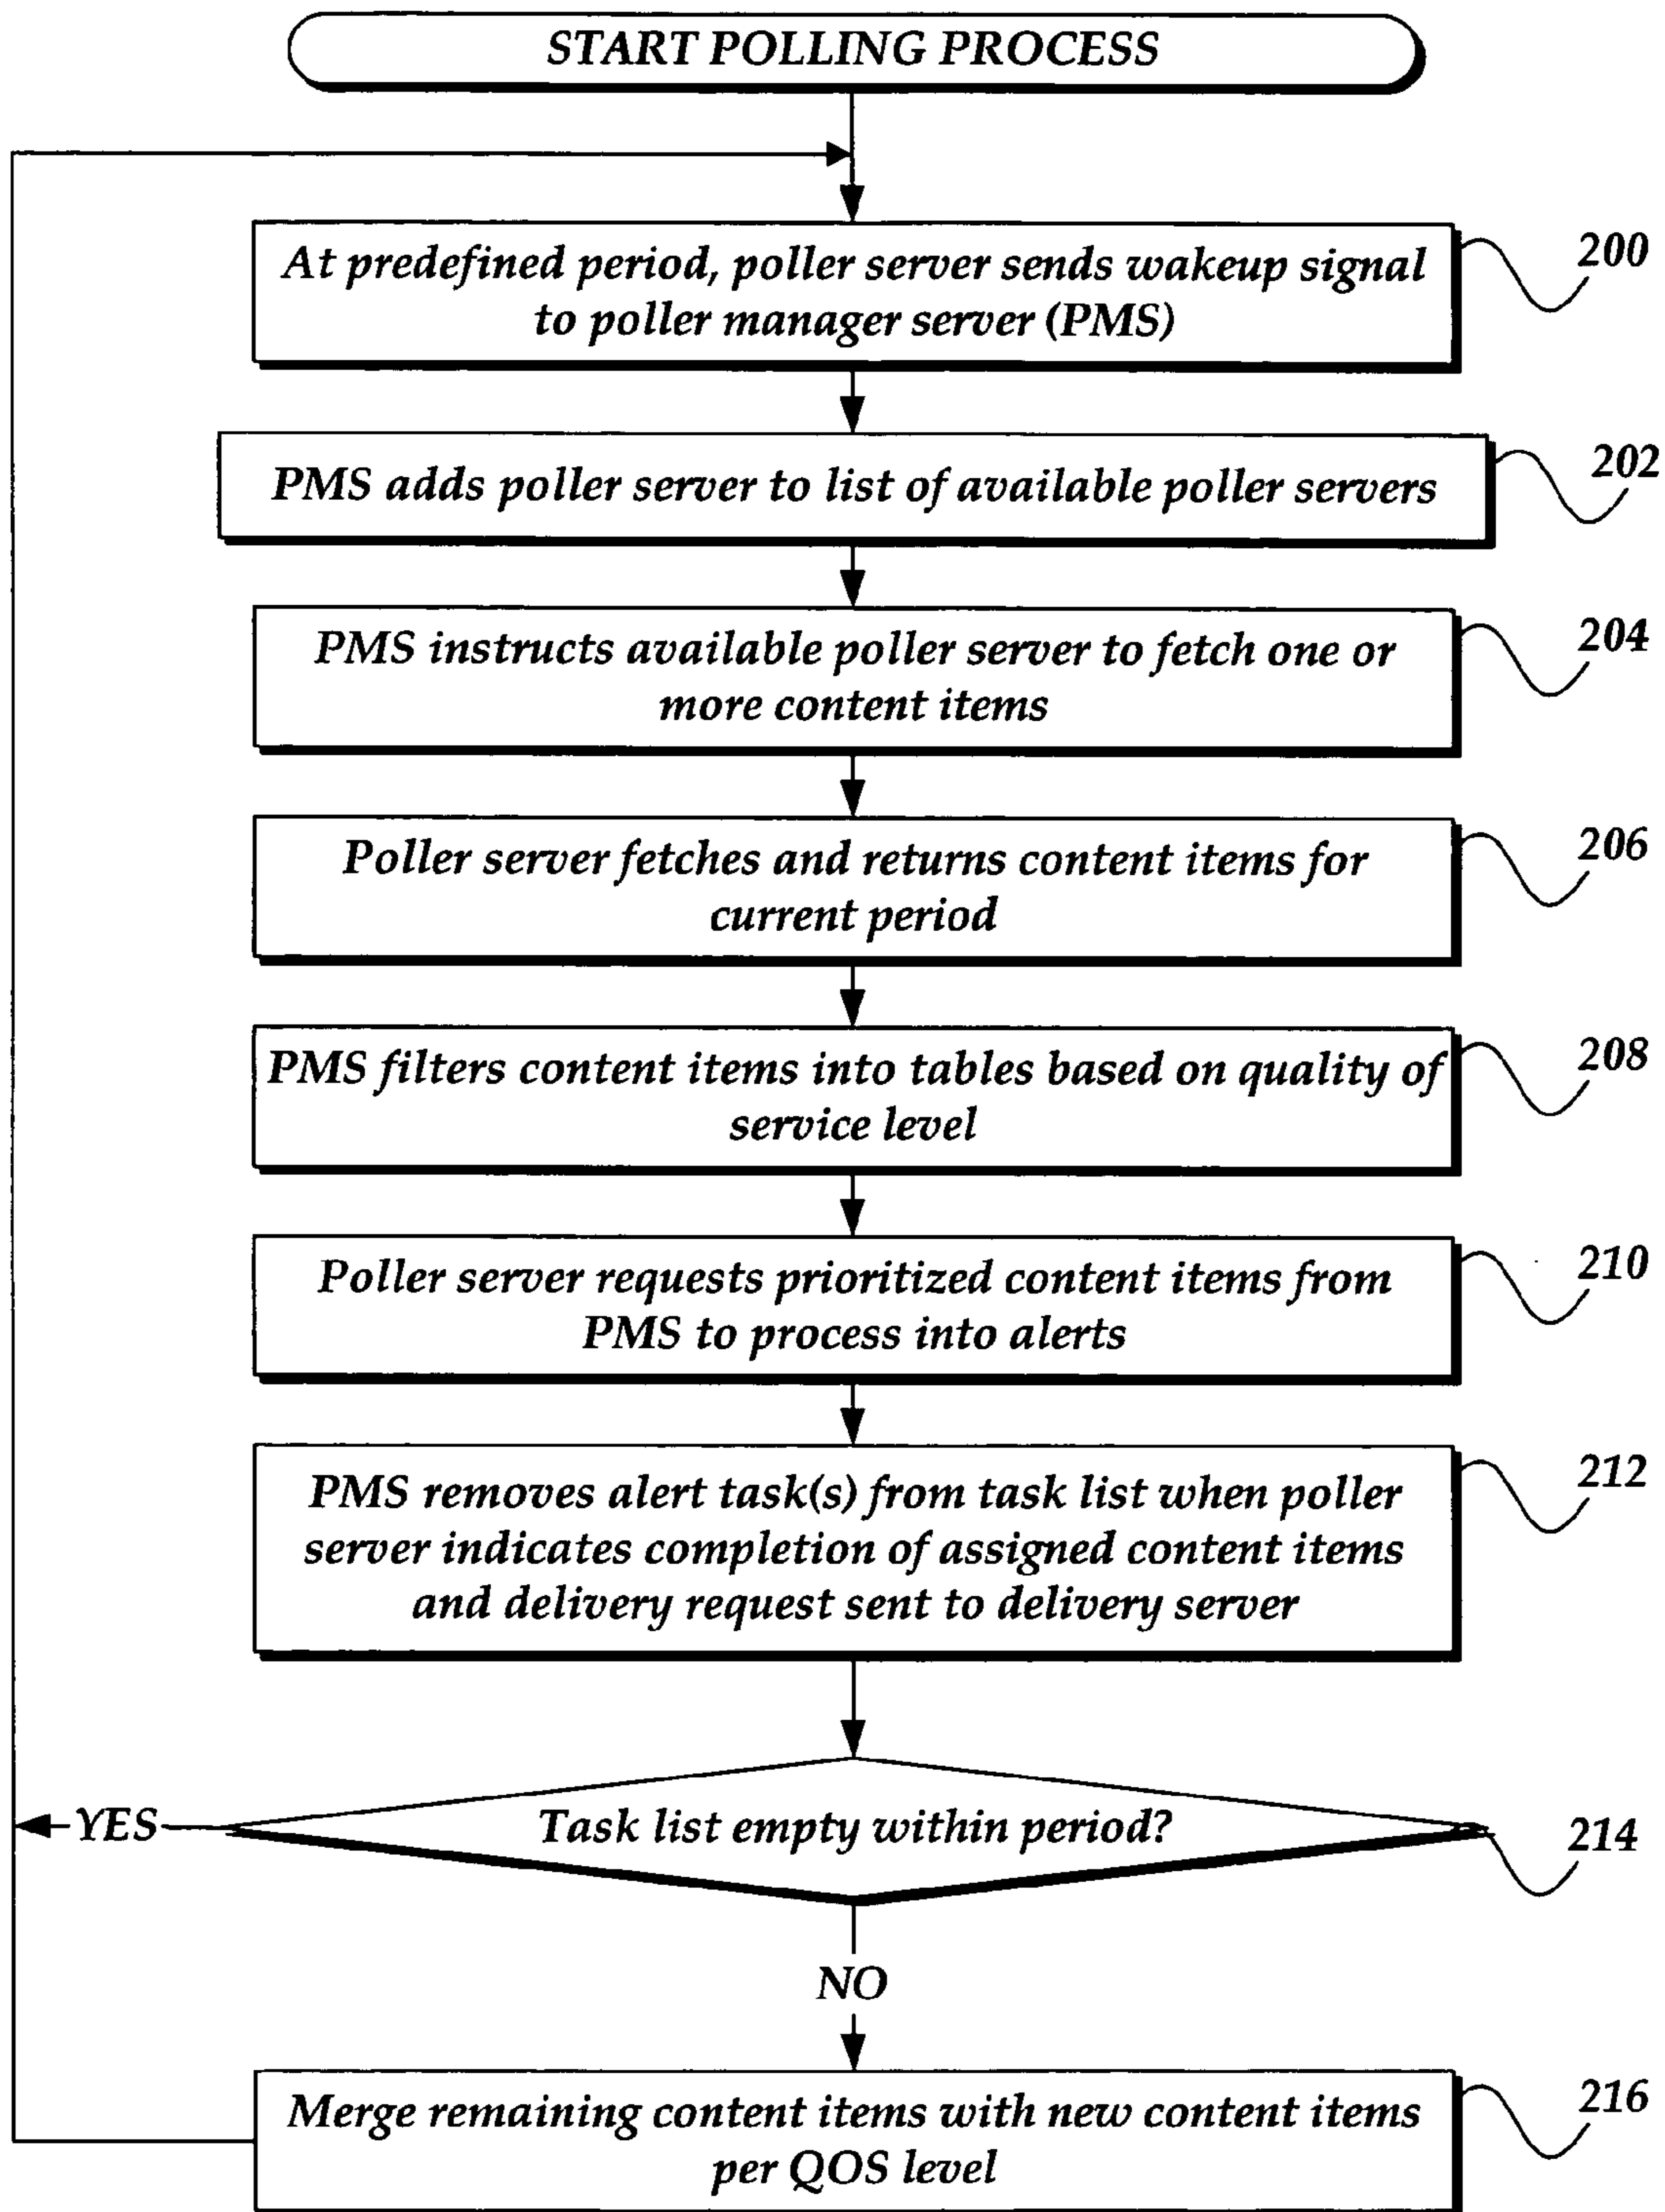 START POLLING PROCESS
At predefined period, poller server sends wakeup signal
to poller manager server (PMS)
200
PMS adds poller server to list of available poller servers
202
PMS instructs available poller server to fetch one or
more content items
204
Poller server fetches and returns content items for
current period
206
PMS filters content items into tables based on quality of
service level
208
Poller server requests prioritized content items from
PMS to process into alerts
210
PMS removes alert task(s) from task list when poller
server indicates completion of assigned content items
and delivery request sent to delivery server
212
YES
Task list empty within period?
214
NO
Merge remaining content items with new content items
per QOS level
216